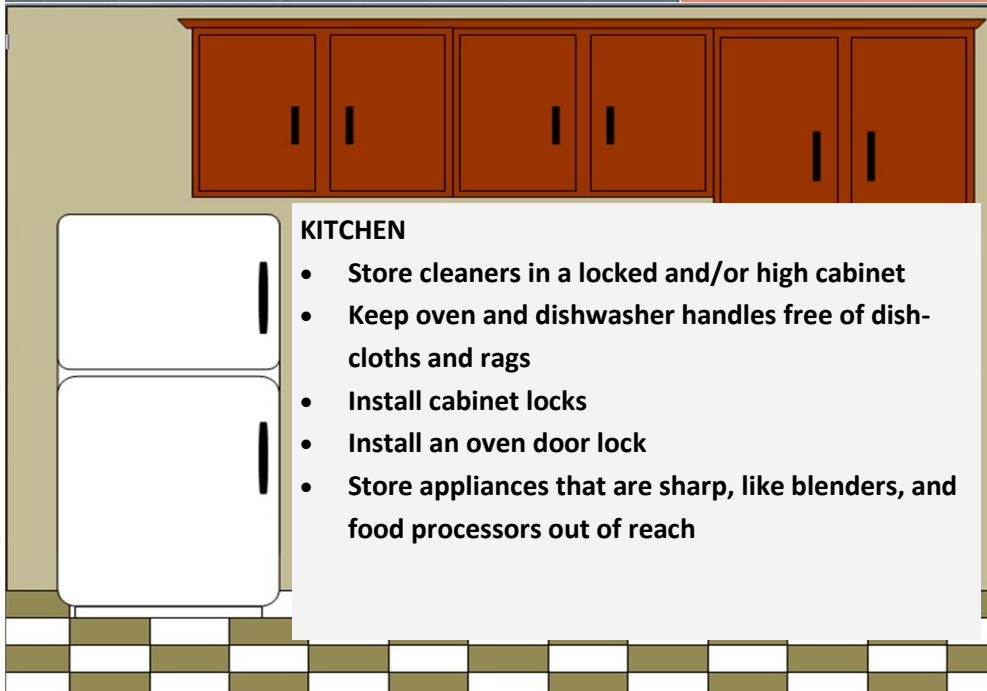 KITCHEN
• Store cleaners in a locked and/or high cabinet
• Keep oven and dishwasher handles free of dish-
cloths and rags
• Install cabinet locks
• Install an oven door lock
• Store appliances that are sharp, like blenders, and
food processors out of reach